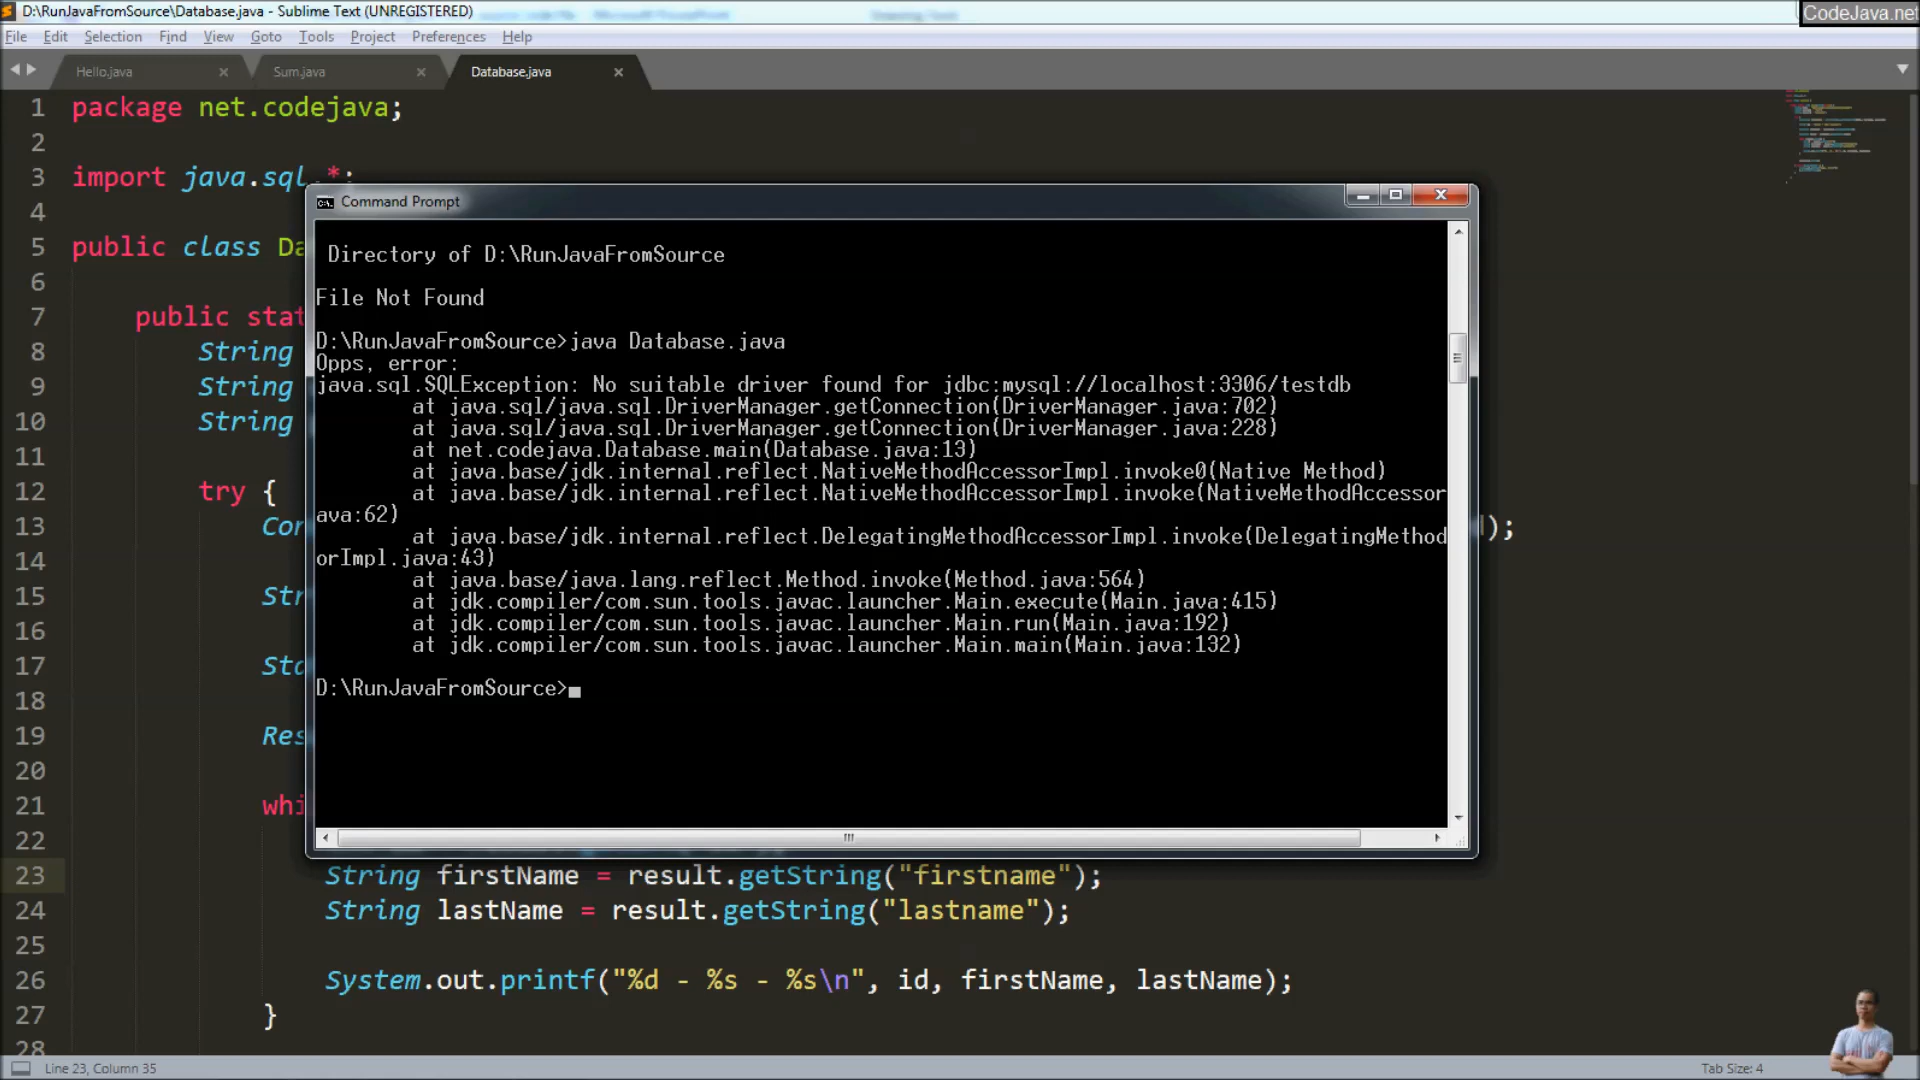 D:\RunJavaFromSource\Database.java - Sublime Text (UNREGISTERED)
CodeJava.net
File Edit Selection Find View Goto Tools Project Preferences Help
Hello.java Sum.java Database.java
1 package net.codejava;
2
3 import java.sql.*;
4
5 public class Da
6
7 public stat
8 String
9 String
10 String
11
12 try {
13 Con );
14
15 Str
16
17 Sta
18
19 Res
20
21 whi
22
23 String firstName = result.getString("firstname");
24 String lastName = result.getString("lastname");
25
26 System.out.printf("%d - %s - %s\n", id, firstName, lastName);
27 }
28
Command Prompt
Directory of D:\RunJavaFromSource
File Not Found
D:\RunJavaFromSource>java Database.java
Opps, error:
java.sql.SQLException: No suitable driver found for jdbc:mysql://localhost:3306/testdb
at java.sql/java.sql.DriverManager.getConnection(DriverManager.java:702)
at java.sql/java.sql.DriverManager.getConnection(DriverManager.java:228)
at net.codejava.Database.main(Database.java:13)
at java.base/jdk.internal.reflect.NativeMethodAccessorImpl.invoke0(Native Method)
at java.base/jdk.internal.reflect.NativeMethodAccessorImpl.invoke(NativeMethodAccessor
ava:62)
at java.base/jdk.internal.reflect.DelegatingMethodAccessorImpl.invoke(DelegatingMethod
orImpl.java:43)
at java.base/java.lang.reflect.Method.invoke(Method.java:564)
at jdk.compiler/com.sun.tools.javac.launcher.Main.execute(Main.java:415)
at jdk.compiler/com.sun.tools.javac.launcher.Main.run(Main.java:192)
at jdk.compiler/com.sun.tools.javac.launcher.Main.main(Main.java:132)
D:\RunJavaFromSource>
Line 23, Column 35
Tab Size: 4